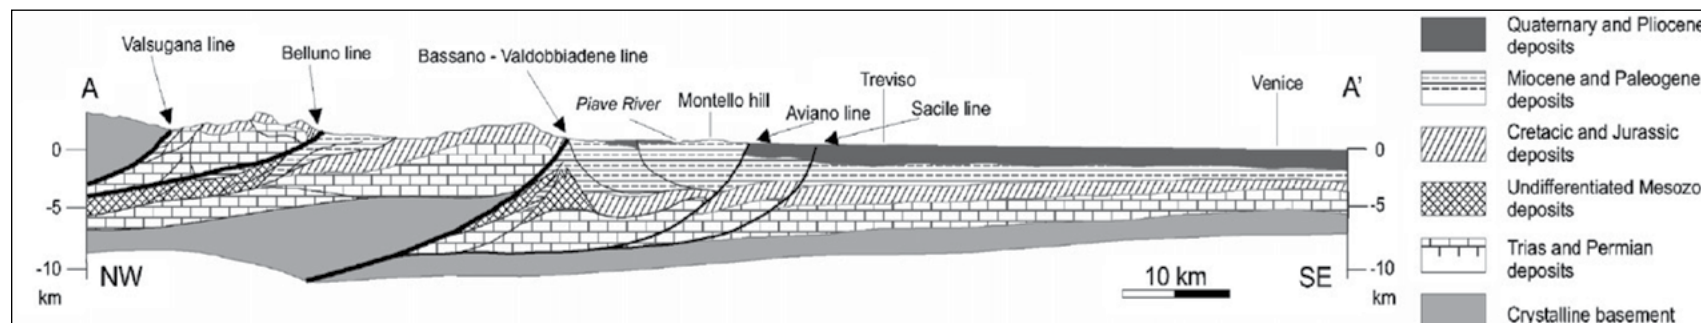 Valsugana line
Belluno line
Bassano - Valdobbiadene line
Piave River
Montello hill
Treviso
Aviano line
Sacile line
Venice
A
A'
0
-5
-10
km
NW
0
-5
-10
km
SE
10 km
Quaternary and Pliocene
deposits
Miocene and Paleogene
deposits
Cretacic and Jurassic
deposits
Undifferentiated Mesozo
deposits
Trias and Permian
deposits
Crystalline basement